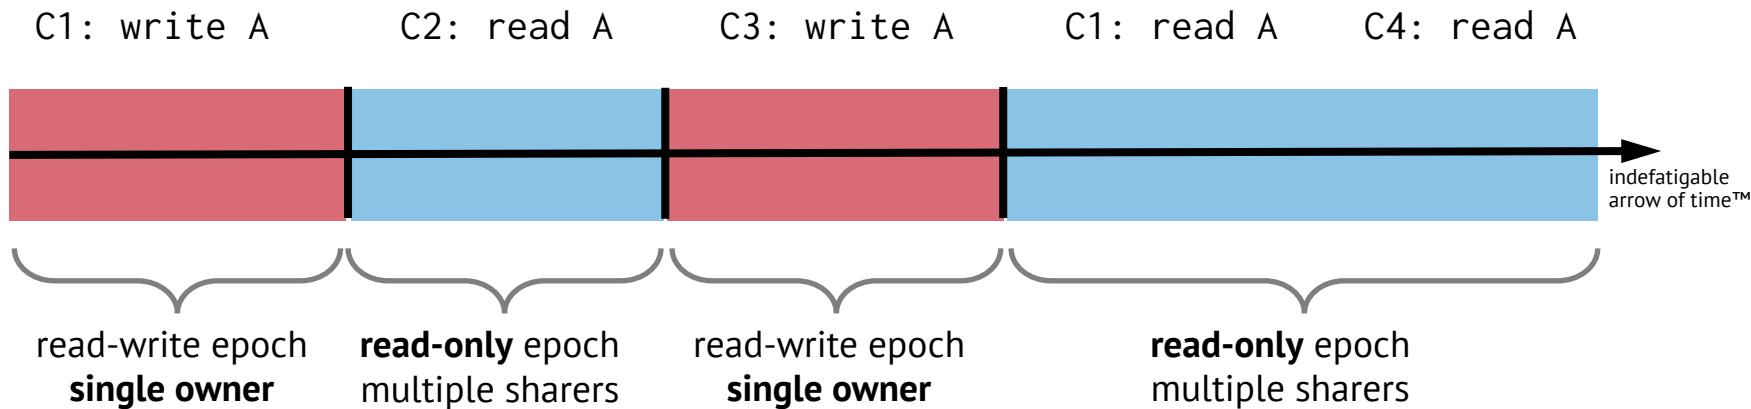 C1: write A
C2: read A
C3: write A
C1: read A
C4: read A
indefatigable
arrow of time™
read-write epoch
single owner
read-only epoch
multiple sharers
read-write epoch
single owner
read-only epoch
multiple sharers